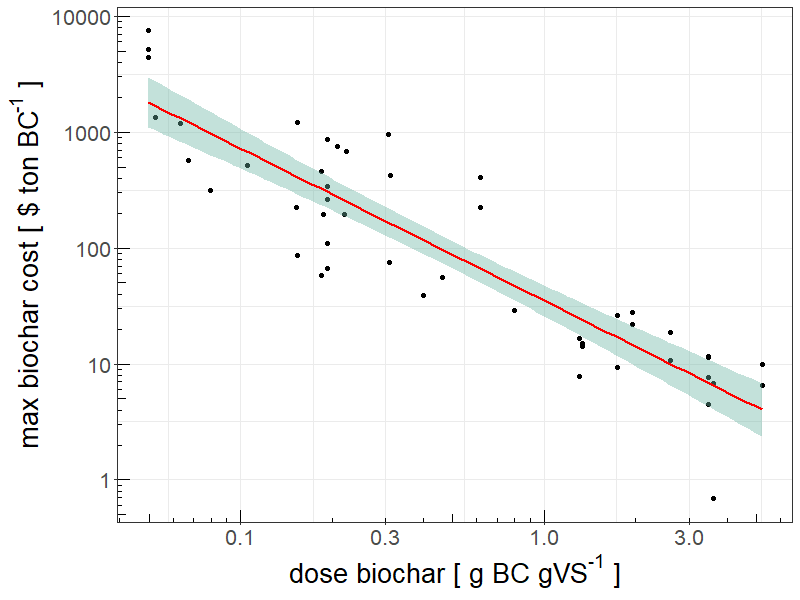 max biochar cost [ $ ton BC⁻¹ ]
10000
1000
100
10
1
0.1 0.3 1.0 3.0
dose biochar [ g BC gVS⁻¹ ]